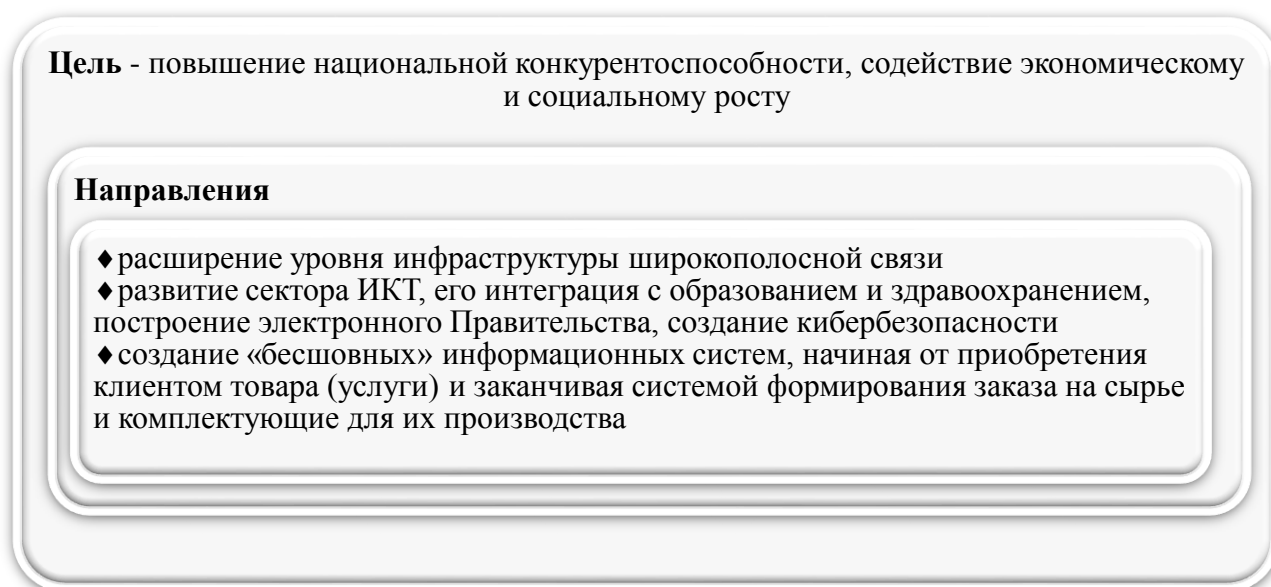 Цель - повышение национальной конкурентоспособности, содействие экономическому
и социальному росту
Направления
♦расширение уровня инфраструктуры широкополосной связи
♦развитие сектора ИКТ, его интеграция с образованием и здравоохранением,
построение электронного Правительства, создание кибербезопасности
♦создание «бесшовных» информационных систем, начиная от приобретения
клиентом товара (услуги) и заканчивая системой формирования заказа на сырье
и комплектующие для их производства